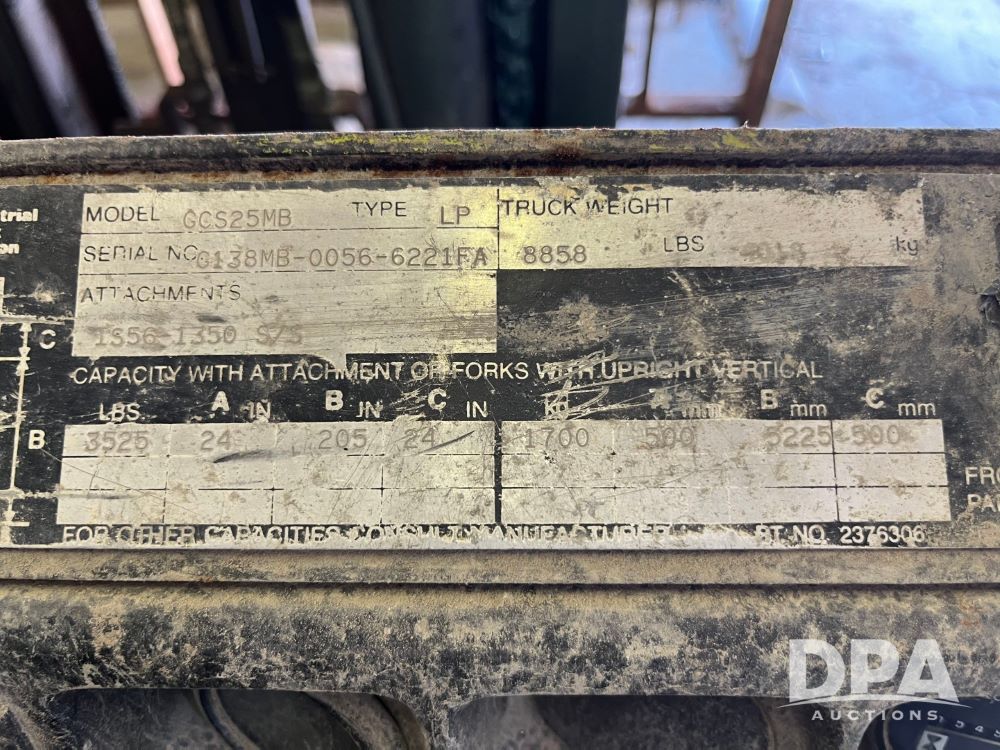 MODEL GCS25MB TYPE LP TRUCK WEIGHT
SERIAL NO. G138MB-0056-6221FA 8858 LBS kg
ATTACHMENTS
1S56-1350 S/S
C
CAPACITY WITH ATTACHMENT OR FORKS WITH UPRIGHT VERTICAL
LBS. A IN B IN C IN kg mm B mm C mm
B 3525 24 205 24 1700 500 5225 500
FOR OTHER CAPACITIES CONSULT MANUFACTURER PT. NO. 2376306
DPA
AUCTIONS